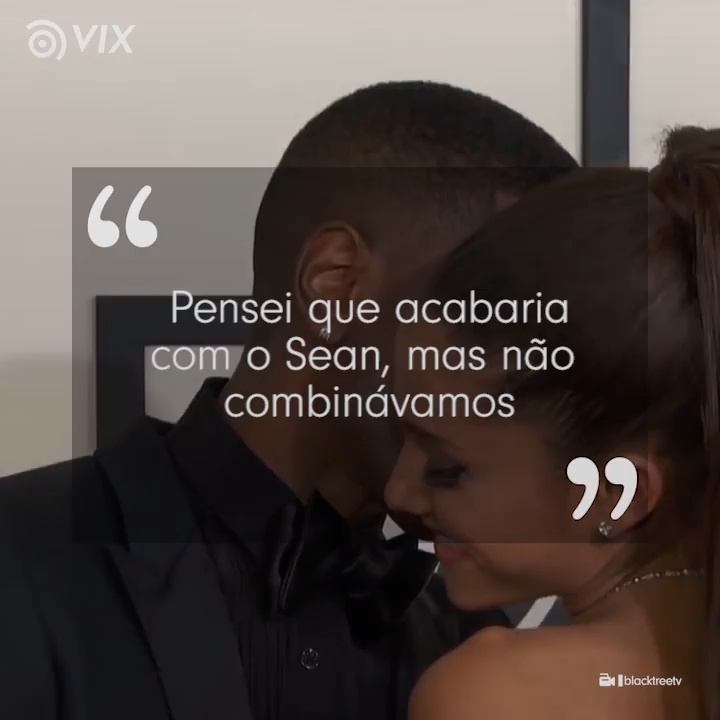 VIX
“
Pensei que acabaria
com o Sean, mas não
combinávamos
”
blacktreetv